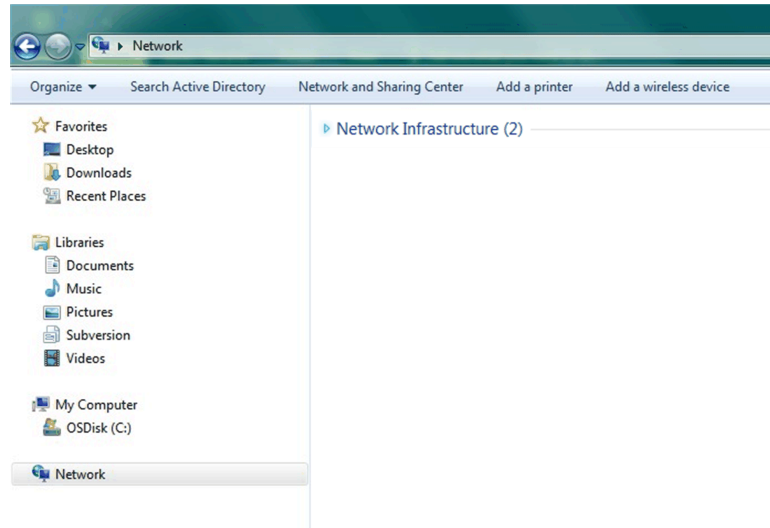 Network
Organize Search Active Directory Network and Sharing Center Add a printer Add a wireless device
Favorites
Desktop
Downloads
Recent Places
Libraries
Documents
Music
Pictures
Subversion
Videos
My Computer
OSDisk (C:)
Network
Network Infrastructure (2)